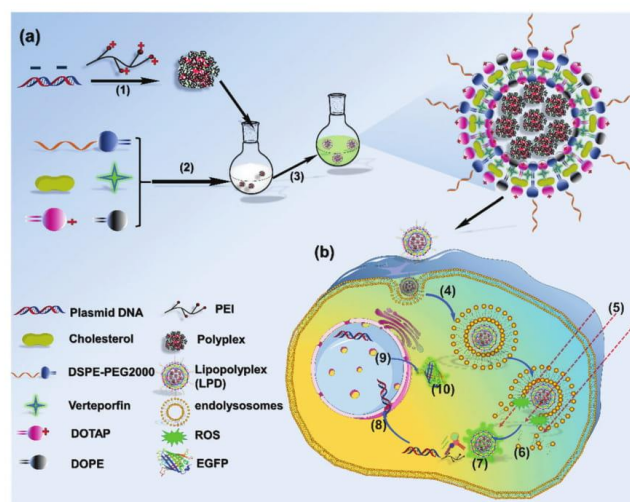 (a)
(1)
(2)
(3)
(b)
(4)
(5)
(6)
(7)
(8)
(9)
(10)
Plasmid DNA
PEI
Cholesterol
Polyplex
DSPE-PEG2000
Lipopolyplex
(LPD)
Verteporfin
endolysosomes
DOTAP
ROS
DOPE
EGFP